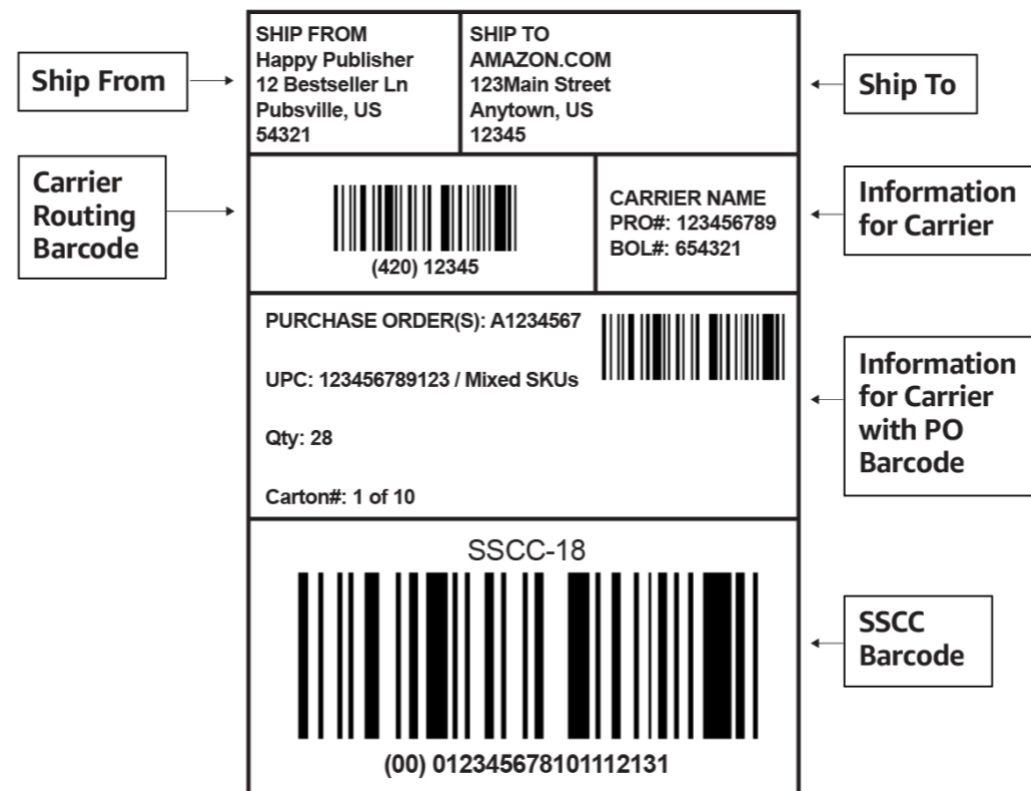 Ship From
SHIP FROM
Happy Publisher
12 Bestseller Ln
Pubsville, US
54321
SHIP TO
AMAZON.COM
123Main Street
Anytown, US
12345
Ship To
Carrier
Routing
Barcode
(420) 12345
CARRIER NAME
PRO#: 123456789
BOL#: 654321
Information
for Carrier
PURCHASE ORDER(S): A1234567
UPC: 123456789123 / Mixed SKUs
Qty: 28
Carton#: 1 of 10
Information
for Carrier
with PO
Barcode
SSCC-18
(00) 012345678101112131
SSCC
Barcode